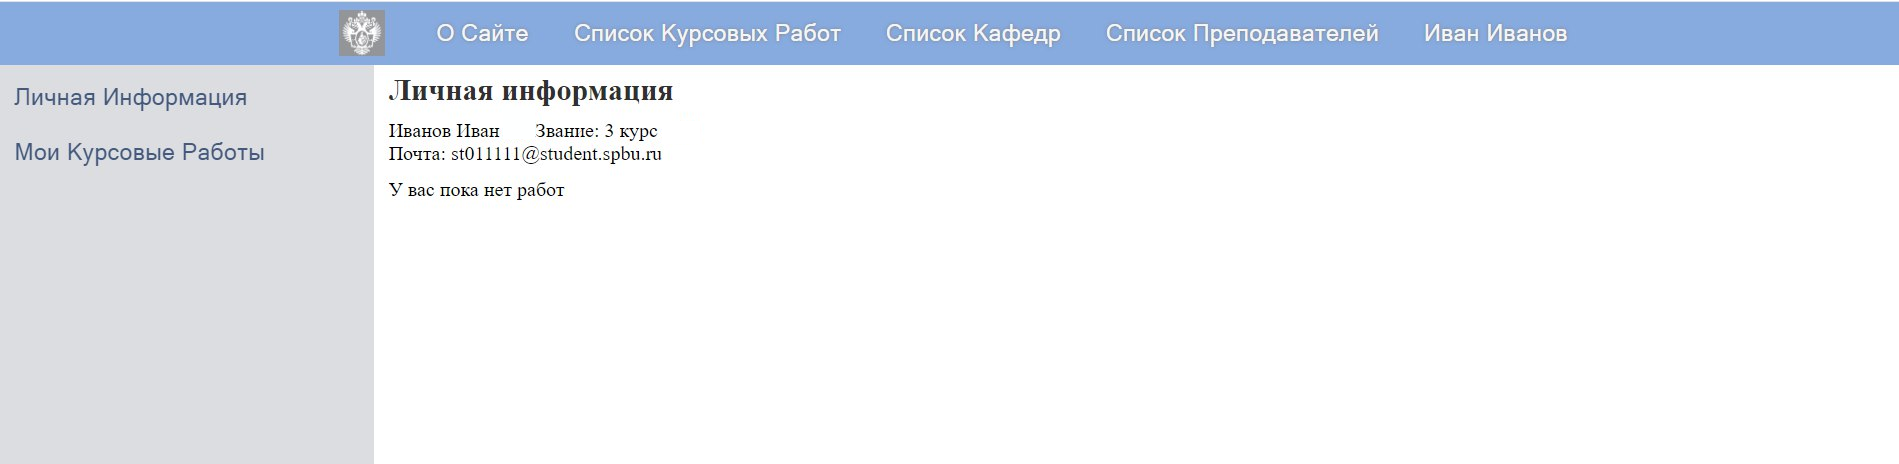 О Сайте Список Курсовых Работ Список Кафедр Список Преподавателей Иван Иванов
Личная Информация
Мои Курсовые Работы
Личная информация
Иванов Иван Звание: 3 курс
Почта: st011111@student.spbu.ru
У вас пока нет работ